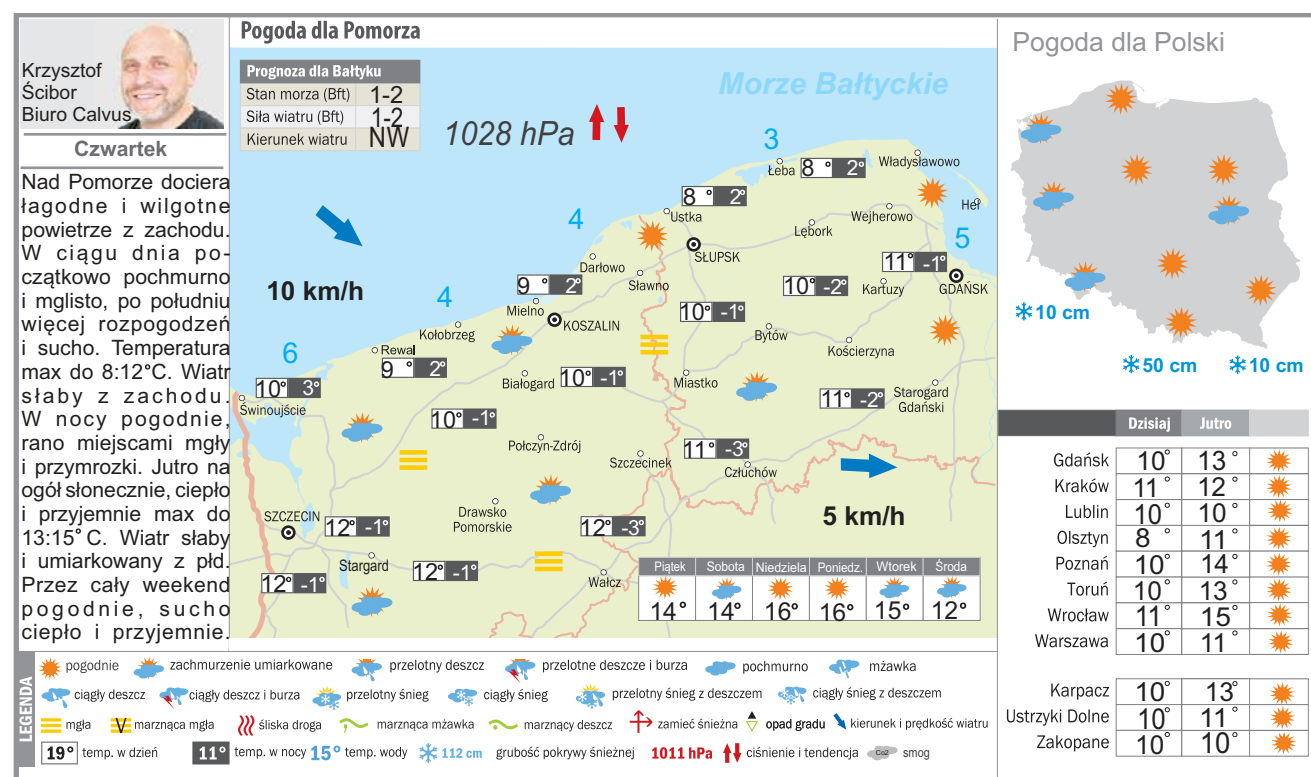 Krzysztof
Ścibor
Biuro Calvus
Czwartek
Nad Pomorze dociera
łagodne i wilgotne
powietrze z zachodu.
W ciągu dnia po-
czątkowo pochmurno
i mglisto, po południu
więcej rozpogodzeń
i sucho. Temperatura
max do 8:12°C. Wiatr
słaby z zachodu.
W nocy pogodnie,
rano miejscami mgły
i przymrozki. Jutro na
ogół słonecznie, ciepło
i przyjemnie max do
13:15°C. Wiatr słaby
i umiarkowany z płd.
Przez cały weekend
pogodnie, sucho
ciepło i przyjemnie.
Pogoda dla Pomorza
Prognoza dla Bałtyku
Stan morza (Bft) 1-2
Siła wiatru (Bft) 1-2
Kierunek wiatru NW
1028 hPa
Morze Bałtyckie
3
Łeba 8° 2°
Władysławowo
Hel
8° 2°
Ustka
Wejherowo
Lębork
4
5
SŁUPSK
11° -1°
GDAŃSK
Darłowo
Sławno
9° 2°
10° -2°
Kartuzy
10 km/h
4
Mielno
KOSZALIN
10° -1°
Bytów
Kołobrzeg
Kościerzyna
6
Rewal
9° 2°
Białogard 10° -1°
Miastko
10° 3°
Świnoujście
11° -2°
Starogard
Gdański
10° -1°
Połczyn-Zdrój
11° -3°
Szczecinek
Człuchów
Drawsko
Pomorskie
5 km/h
SZCZECIN
12° -1°
12° -3°
Stargard
12° -1°
12° -1°
Wałcz
Piątek Sobota Niedziela Poniedz. Wtorek Środa
14° 14° 16° 16° 15° 12°
Pogoda dla Polski
10 cm
50 cm 10 cm
Dzisiaj Jutro
Gdańsk 10° 13°
Kraków 11° 12°
Lublin 10° 10°
Olsztyn 8° 11°
Poznań 10° 14°
Toruń 10° 13°
Wrocław 11° 15°
Warszawa 10° 11°
Karpacz 10° 13°
Ustrzyki Dolne 10° 11°
Zakopane 10° 10°
LEGENDA
pogodnie zachmurzenie umiarkowane przelotny deszcz przelotne deszcze i burza pochmurno mżawka
ciągły deszcz ciągły deszcz i burza przelotny śnieg ciągły śnieg przelotny śnieg z deszczem ciągły śnieg z deszczem
mgła marznąca mgła śliska droga marznąca mżawka marznący deszcz zamieć śnieżna opad gradu kierunek i prędkość wiatru
19° temp. w dzień 11° temp. w nocy 15° temp. wody 112 cm grubość pokrywy śnieżnej 1011 hPa ciśnienie i tendencja Co2 smog